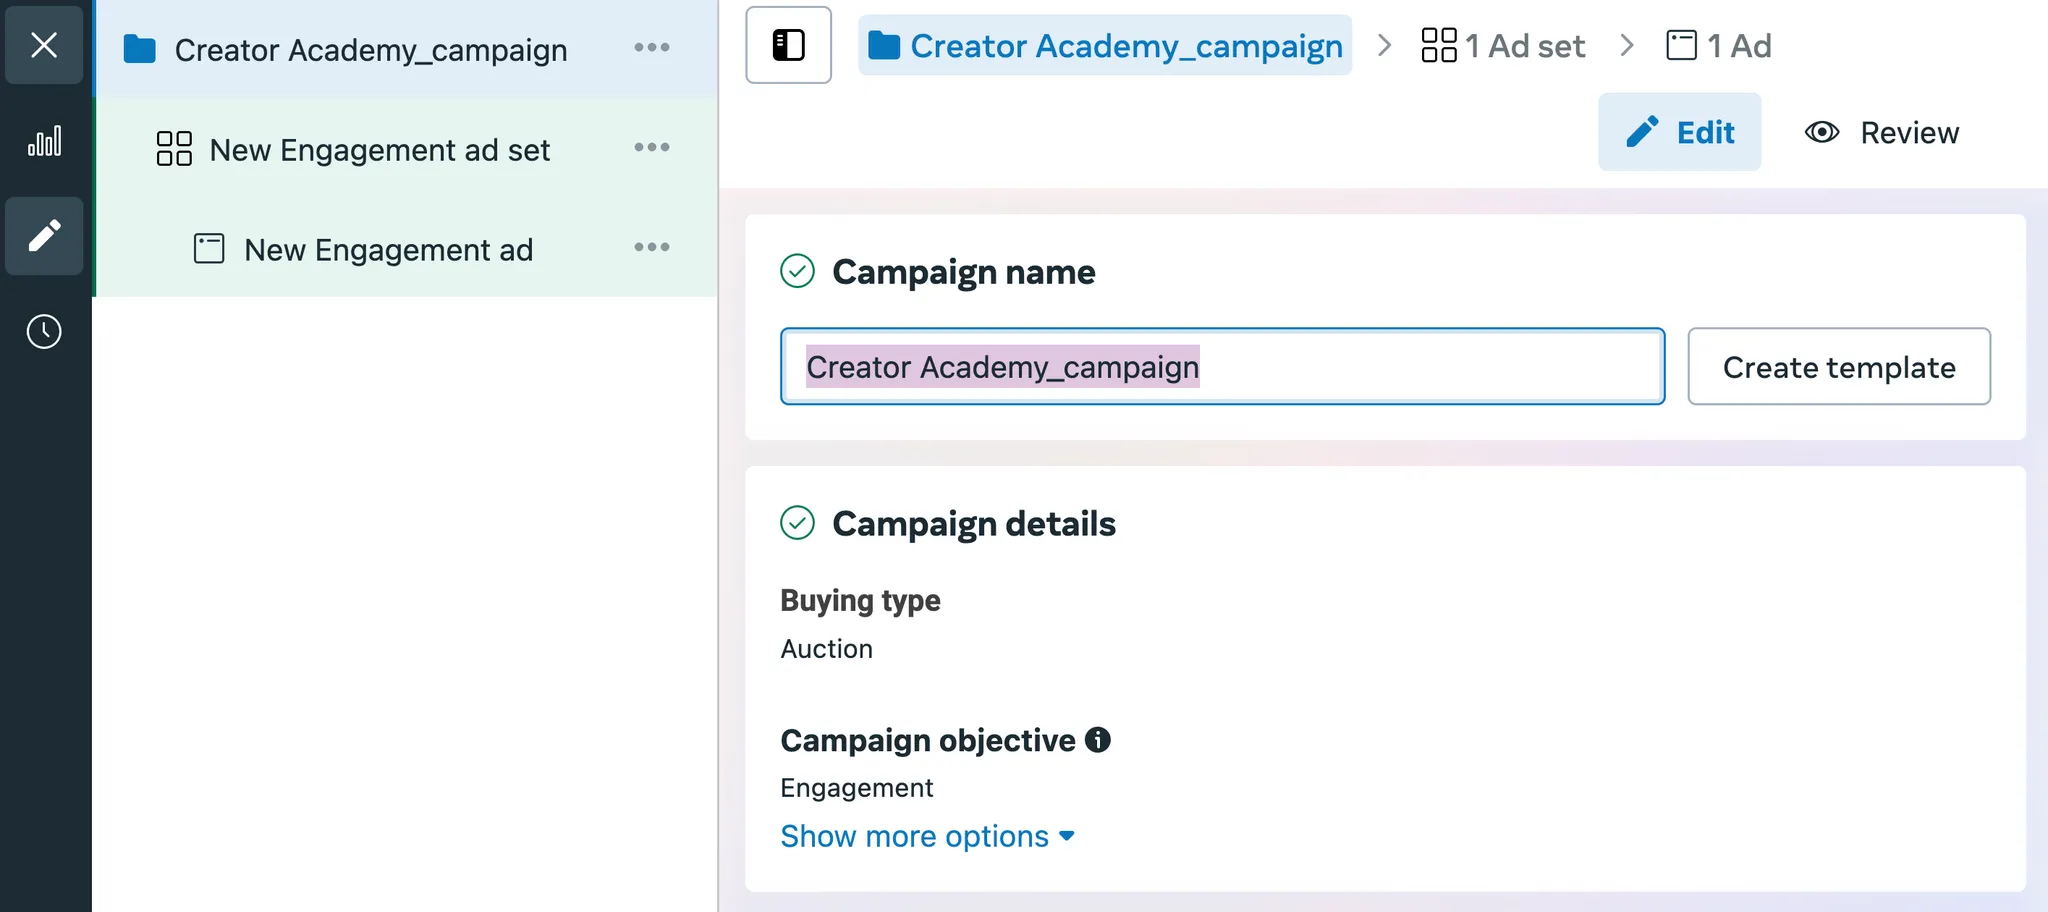 Creator Academy_campaign
New Engagement ad set
New Engagement ad
Creator Academy_campaign
1 Ad set
1 Ad
Edit
Review
Campaign name
Creator Academy_campaign
Create template
Campaign details
Buying type
Auction
Campaign objective
Engagement
Show more options